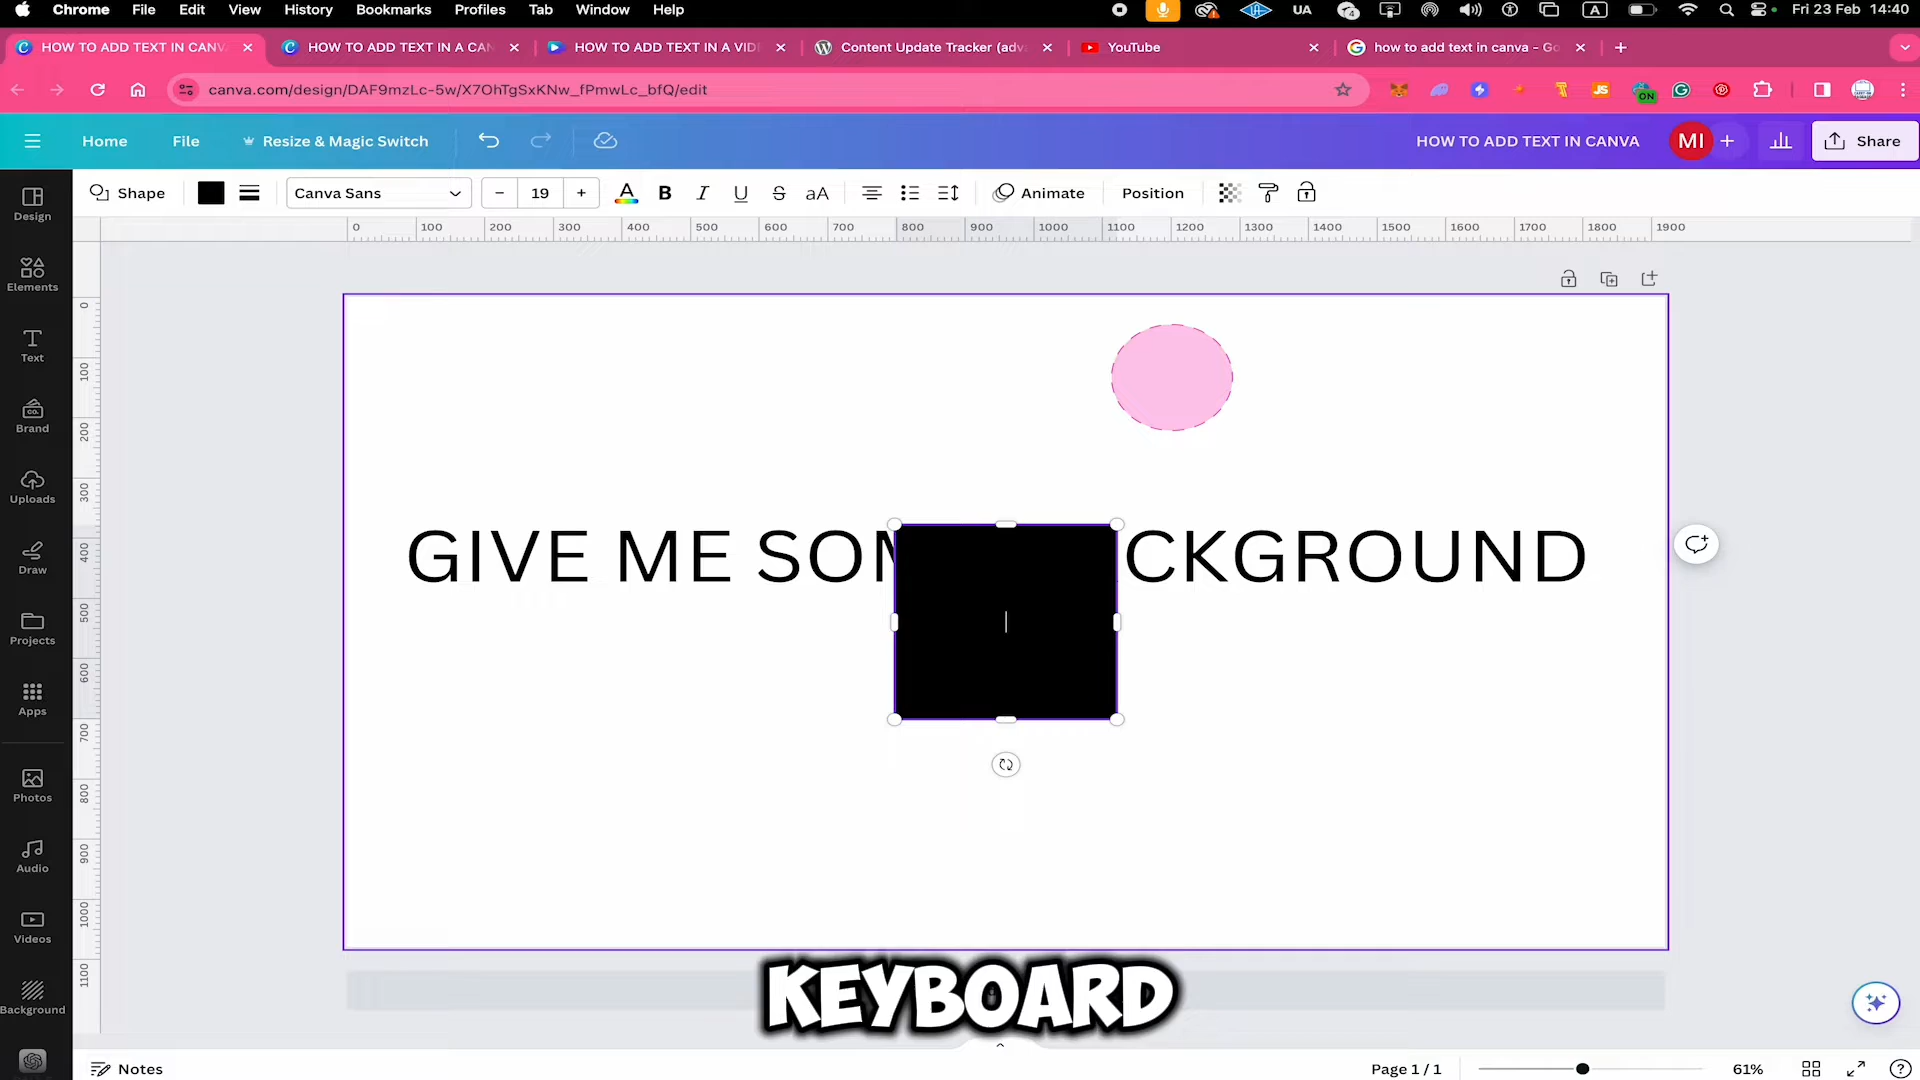 Chrome File Edit View History Bookmarks Profiles Tab Window Help
UA 4 A Fri 23 Feb 14:40
HOW TO ADD TEXT IN CANVA
HOW TO ADD TEXT IN A CAN
HOW TO ADD TEXT IN A VID
Content Update Tracker (adv
YouTube
how to add text in canva - Go
canva.com/design/DAF9mzLc-5w/X7OhTgSxKNw_fPmwLc_bfQ/edit
JS ON
Home File Resize & Magic Switch HOW TO ADD TEXT IN CANVA MI Share
Shape Canva Sans 19 A B I U S aA Animate Position
0 100 200 300 400 500 600 700 800 900 1000 1100 1200 1300 1400 1500 1600 1700 1800 1900
0 100 200 300 400 500 600 700 800 900 1000 1100
Design
Elements
Text
Brand
Uploads
Draw
Projects
Apps
Photos
Audio
Videos
Background
GIVE ME SOM CKGROUND
KEYBOARD
Notes Page 1 / 1 61%